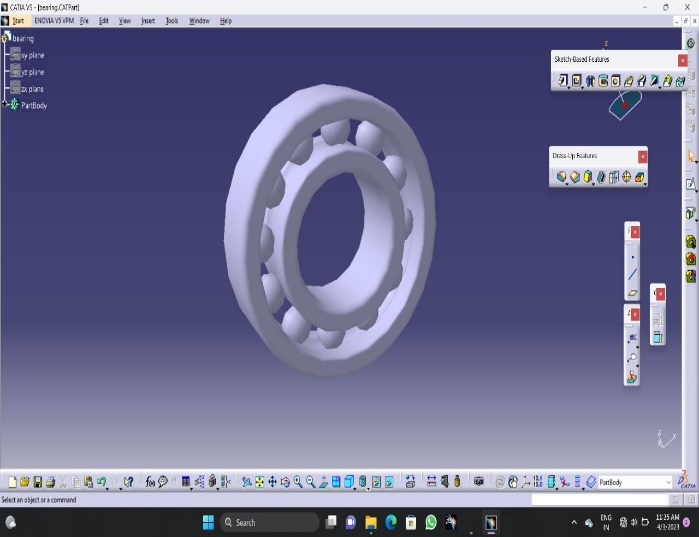 CATIA V5 - [bearing.CATPart]
Start ENOVIA V5 VPM File Edit View Insert Tools Window Help
bearing
xy plane
yz plane
zx plane
PartBody
Sketch-Based Features
Dress-Up Features
PartBody
CATIA
Select an object or a command
Search
ENG
IN
11:35 AM
4/3/2023